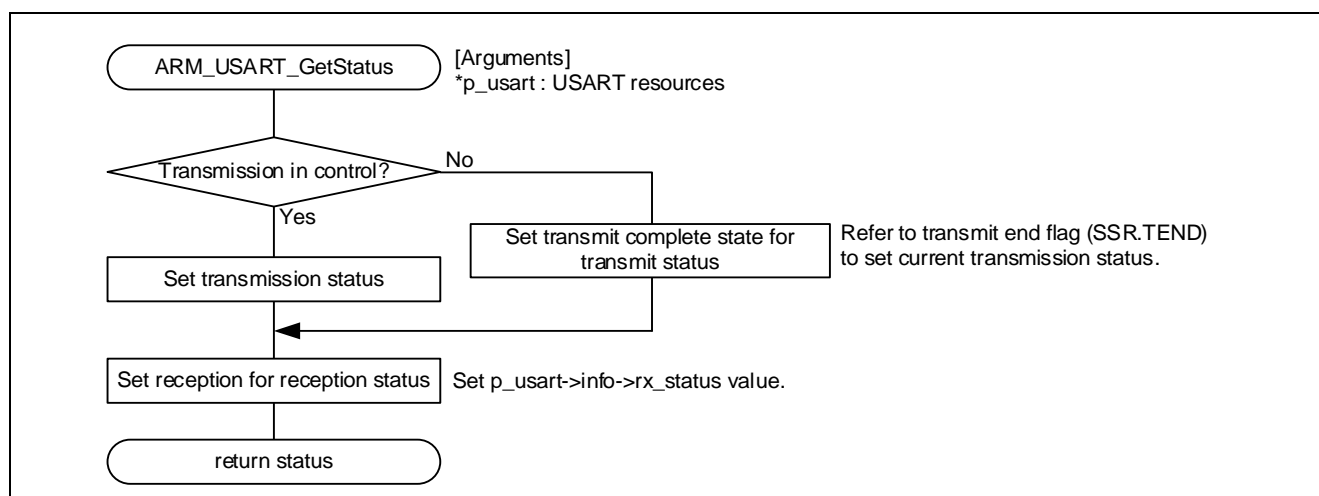 ARM_USART_GetStatus
[Arguments]
*p_usart : USART resources
Transmission in control?
No
Yes
Set transmit complete state for
transmit status
Refer to transmit end flag (SSR.TEND)
to set current transmission status.
Set transmission status
Set reception for reception status
Set p_usart->info->rx_status value.
return status